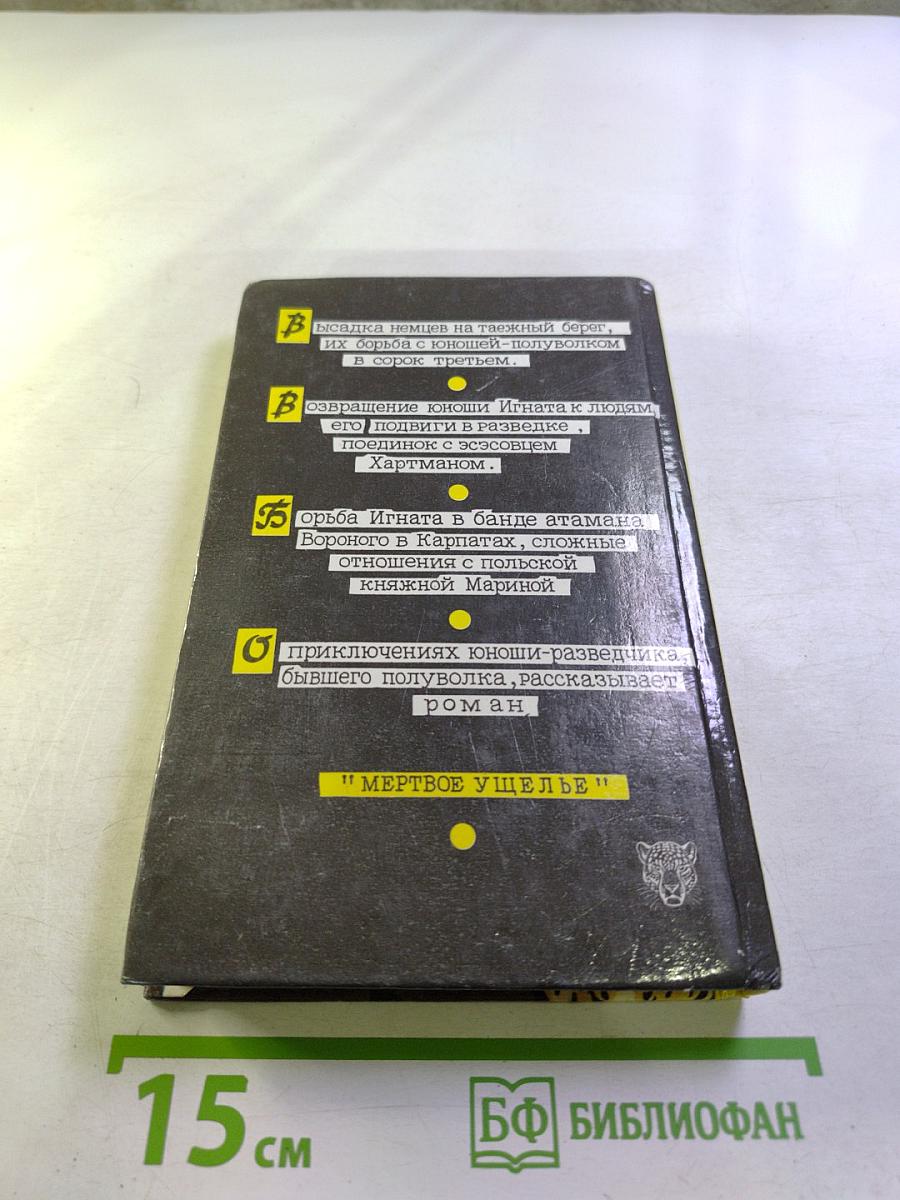 Высадка немцев на таежный берег,
их борьба с юношей-полуволком
в сорок третьем.
Возвращение юноши Игната к людям,
его подвиги в разведке,
поединок с эсэсовцем
Хартманом.
Борьба Игната в банде атамана
Вороного в Карпатах, сложные
отношения с польской
княжной Мариной
О приключениях юноши-разведчика,
бывшего полуволка, рассказывает
роман
"МЕРТВОЕ УЩЕЛЬЕ"
15 см
БФ БИБЛИОФАН